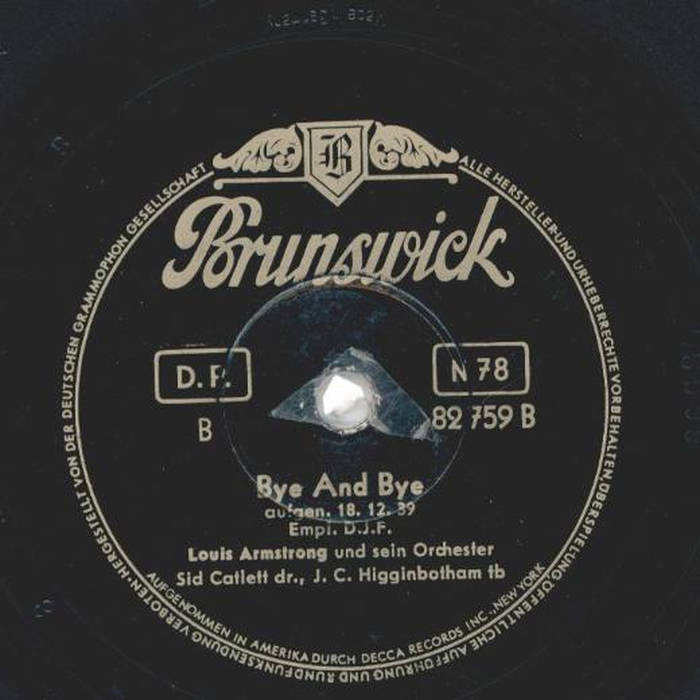 B
Brunswick
D. P.
N 78
B
82 759 B
Bye And Bye
aufgen. 18. 12. 39
Empf. D.J.F.
Louis Armstrong und sein Orchester
Sid Catlett dr., J. C. Higginbotham tb
AUFGENOMMEN IN AMERIKA DURCH DECCA RECORDS INC., NEW YORK
ALLE HERSTELLER- UND URHEBERRECHTE VORBEHALTEN, ÜBERSPIELUNG, ÖFFENTLICHE AUFFÜHRUNG UND RUNDFUNKSENDUNG VERBOTEN · HERGESTELLT VON DER DEUTSCHEN GRAMMOPHON GESELLSCHAFT